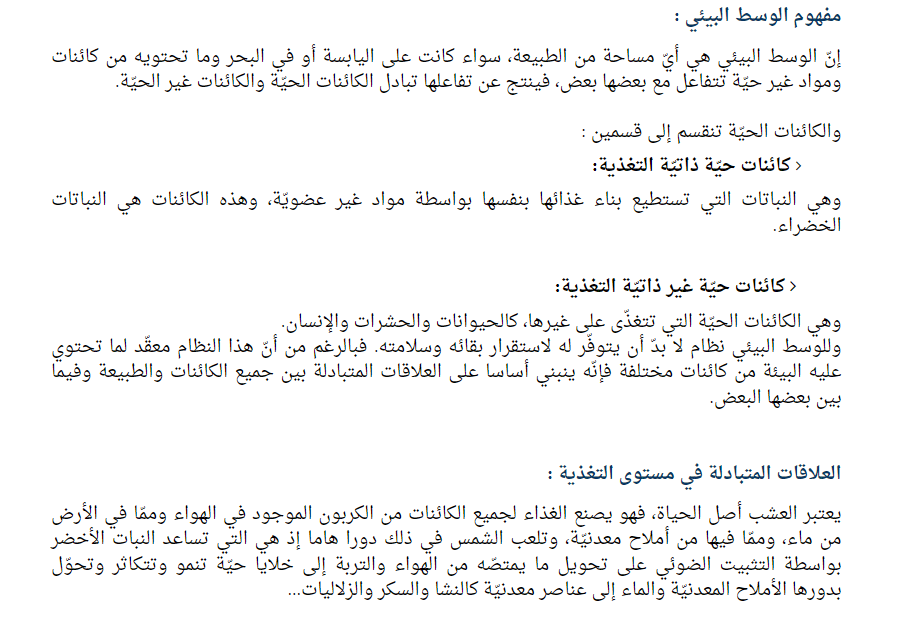 مفهوم الوسط البيئي :
إنّ الوسط البيئي هي أيّ مساحة من الطبيعة، سواء كانت على اليابسة أو في البحر وما تحتويه من كائنات
ومواد غير حيّة تتفاعل مع بعضها بعض، فينتج عن تفاعلها تبادل الكائنات الحيّة والكائنات غير الحيّة.
والكائنات الحيّة تنقسم إلى قسمين :
› كائنات حيّة ذاتيّة التغذية:
وهي النباتات التي تستطيع بناء غذائها بنفسها بواسطة مواد غير عضويّة، وهذه الكائنات هي النباتات
الخضراء.
› كائنات حيّة غير ذاتيّة التغذية:
وهي الكائنات الحيّة التي تتغذّى على غيرها، كالحيوانات والحشرات والإنسان.
وللوسط البيئي نظام لا بدّ أن يتوفّر له لاستقرار بقائه وسلامته. فبالرغم من أنّ هذا النظام معقّد لما تحتوي
عليه البيئة من كائنات مختلفة فإنّه ينبني أساسا على العلاقات المتبادلة بين جميع الكائنات والطبيعة وفيما
بين بعضها البعض.
العلاقات المتبادلة في مستوى التغذية :
يعتبر العشب أصل الحياة، فهو يصنع الغذاء لجميع الكائنات من الكربون الموجود في الهواء وممّا في الأرض
من ماء، وممّا فيها من أملاح معدنيّة، وتلعب الشمس في ذلك دورا هاما إذ هي التي تساعد النبات الأخضر
بواسطة التثبيت الضوئي على تحويل ما يمتصّه من الهواء والتربة إلى خلايا حيّة تنمو وتتكاثر وتحوّل
بدورها الأملاح المعدنيّة والماء إلى عناصر معدنيّة كالنشا والسكر والزلاليات...